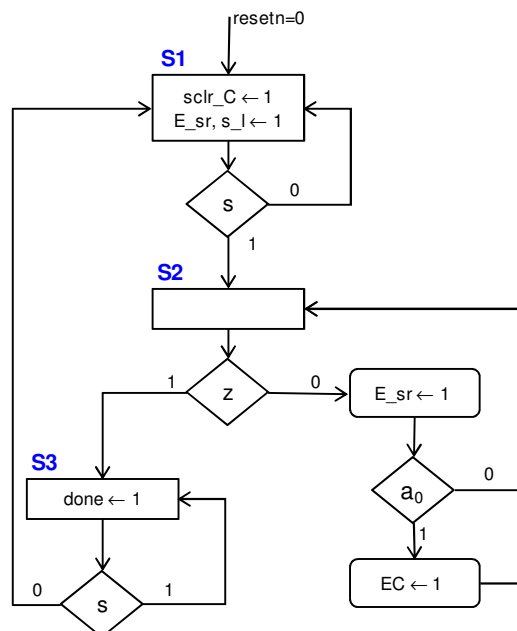 resetn=0
S1
sclr_C ← 1
E_sr, s_l ← 1
s
0
1
S2
z
1
0
E_sr ← 1
S3
done ← 1
a0
0
1
s
0
1
EC ← 1